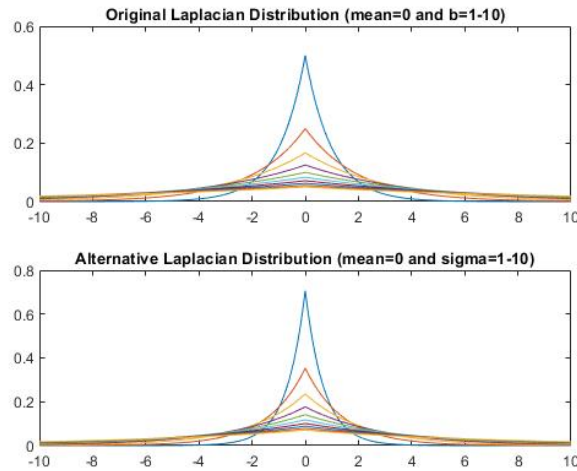 Original Laplacian Distribution (mean=0 and b=1-10)
0.6
0.4
0.2
0
-10 -8 -6 -4 -2 0 2 4 6 8 10
Alternative Laplacian Distribution (mean=0 and sigma=1-10)
0.8
0.6
0.4
0.2
0
-10 -8 -6 -4 -2 0 2 4 6 8 10